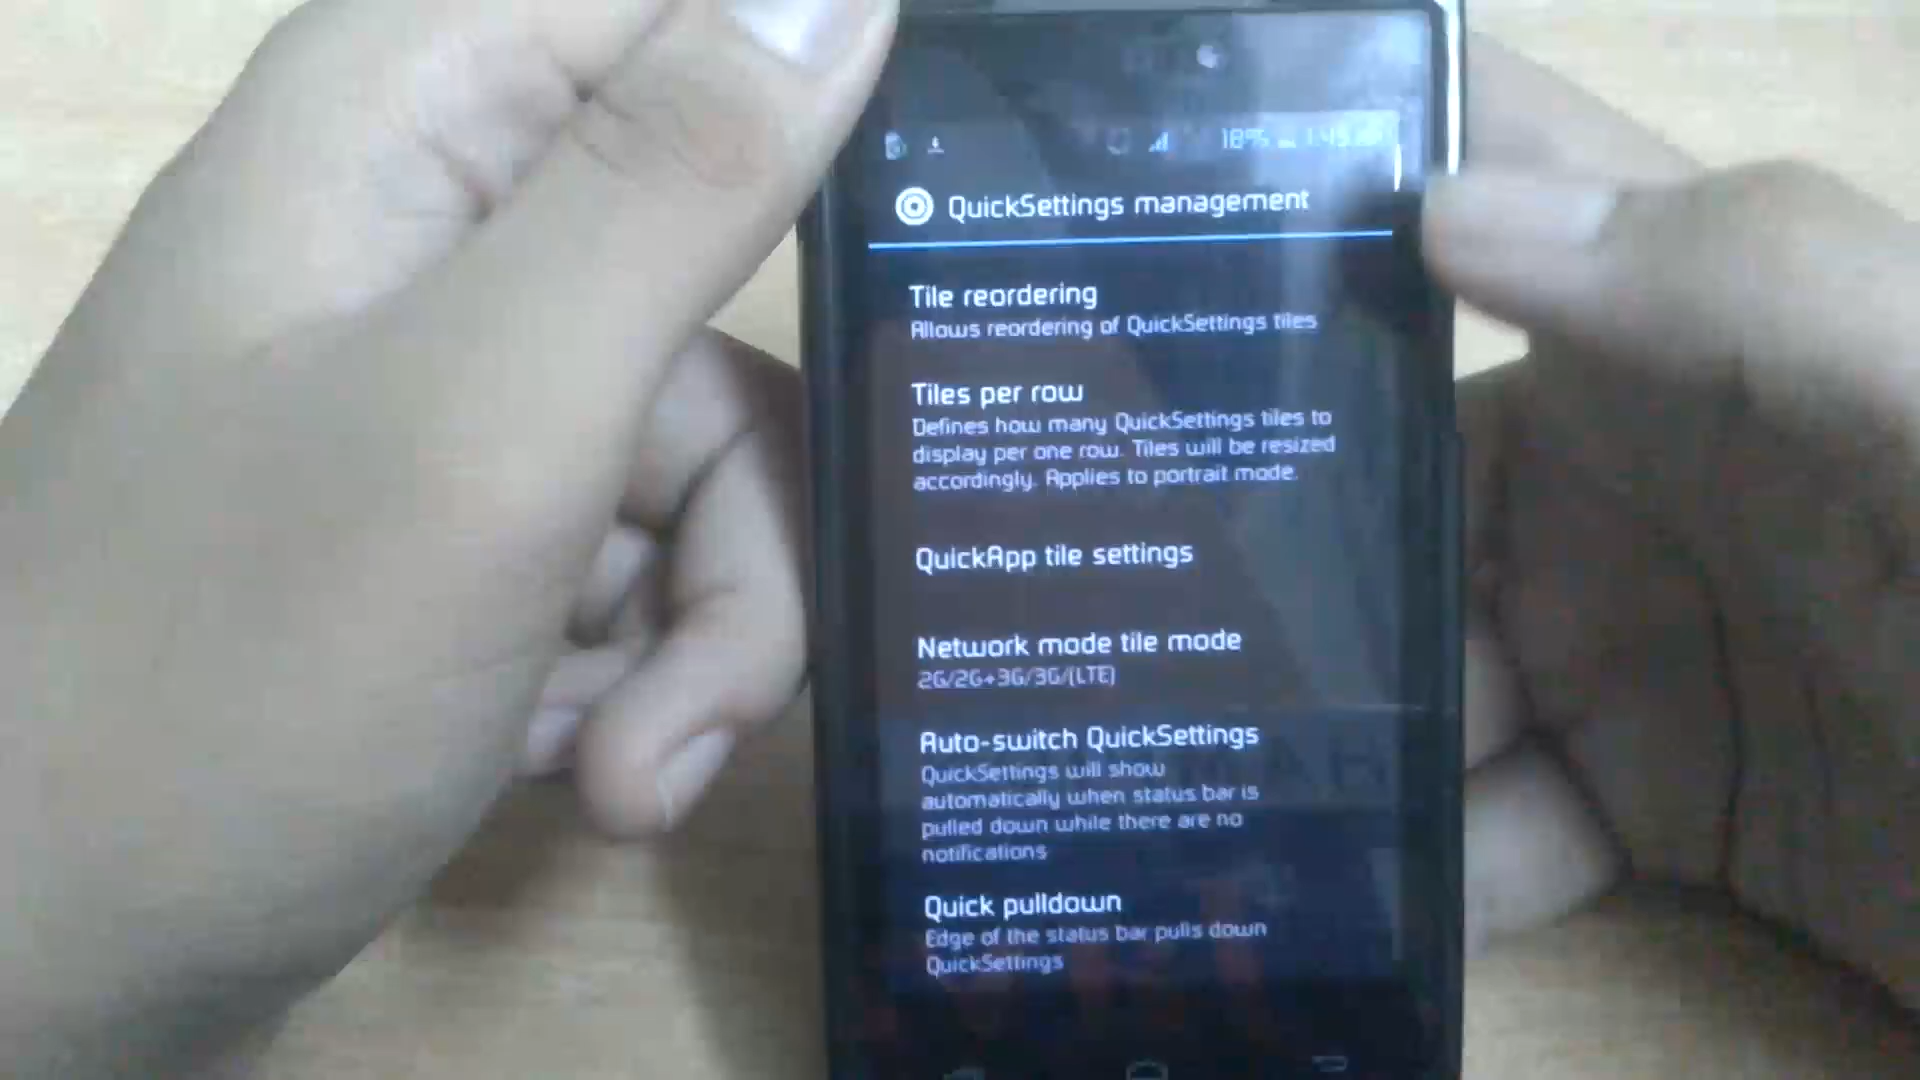 18%
QuickSettings management
Tile reordering
Allows reordering of QuickSettings tiles
Tiles per row
Defines how many QuickSettings tiles to
display per one row. Tiles will be resized
accordingly. Applies to portrait mode.
QuickApp tile settings
Network mode tile mode
2G/2G+3G/3G/(LTE)
Auto-switch QuickSettings
QuickSettings will show
automatically when status bar is
pulled down while there are no
notifications
Quick pulldown
Edge of the status bar pulls down
QuickSettings